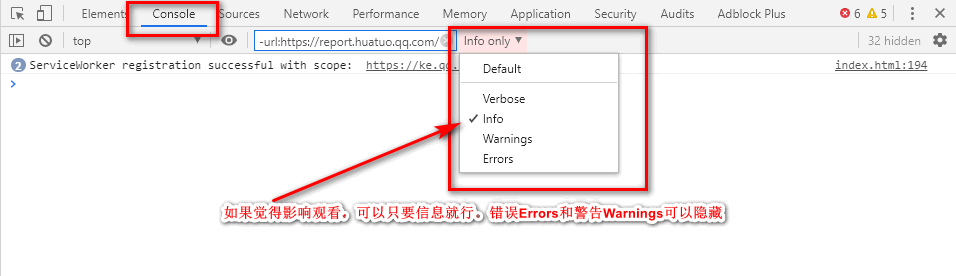 Elements Console Sources Network Performance Memory Application Security Audits Adblock Plus 6 5
top -url:https://report.huatuo.qq.com/ Info only 32 hidden
2 ServiceWorker registration successful with scope: https://ke.qq. index.html:194
Default
Verbose
Info
Warnings
Errors
如果觉得影响观看。可以只要信息就行。错误Errors和警告Warnings可以隐藏